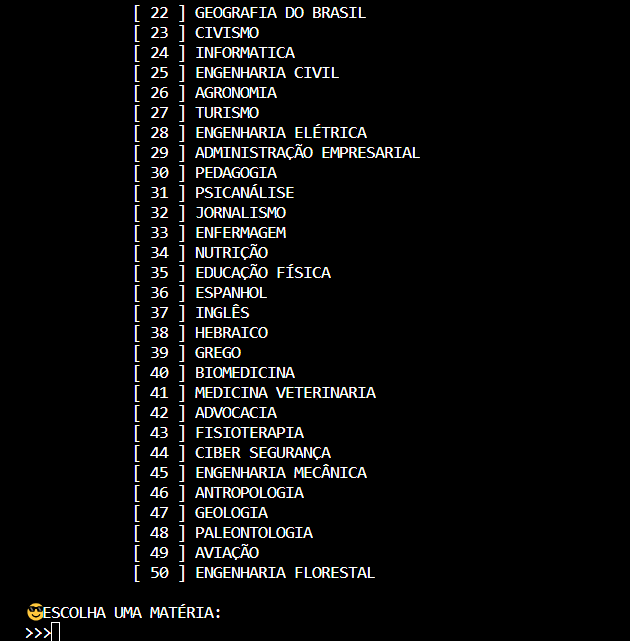 [ 22 ] GEOGRAFIA DO BRASIL
[ 23 ] CIVISMO
[ 24 ] INFORMATICA
[ 25 ] ENGENHARIA CIVIL
[ 26 ] AGRONOMIA
[ 27 ] TURISMO
[ 28 ] ENGENHARIA ELÉTRICA
[ 29 ] ADMINISTRAÇÃO EMPRESARIAL
[ 30 ] PEDAGOGIA
[ 31 ] PSICANÁLISE
[ 32 ] JORNALISMO
[ 33 ] ENFERMAGEM
[ 34 ] NUTRIÇÃO
[ 35 ] EDUCAÇÃO FÍSICA
[ 36 ] ESPANHOL
[ 37 ] INGLÊS
[ 38 ] HEBRAICO
[ 39 ] GREGO
[ 40 ] BIOMEDICINA
[ 41 ] MEDICINA VETERINARIA
[ 42 ] ADVOCACIA
[ 43 ] FISIOTERAPIA
[ 44 ] CIBER SEGURANÇA
[ 45 ] ENGENHARIA MECÂNICA
[ 46 ] ANTROPOLOGIA
[ 47 ] GEOLOGIA
[ 48 ] PALEONTOLOGIA
[ 49 ] AVIAÇÃO
[ 50 ] ENGENHARIA FLORESTAL
😎ESCOLHA UMA MATÉRIA:
>>>